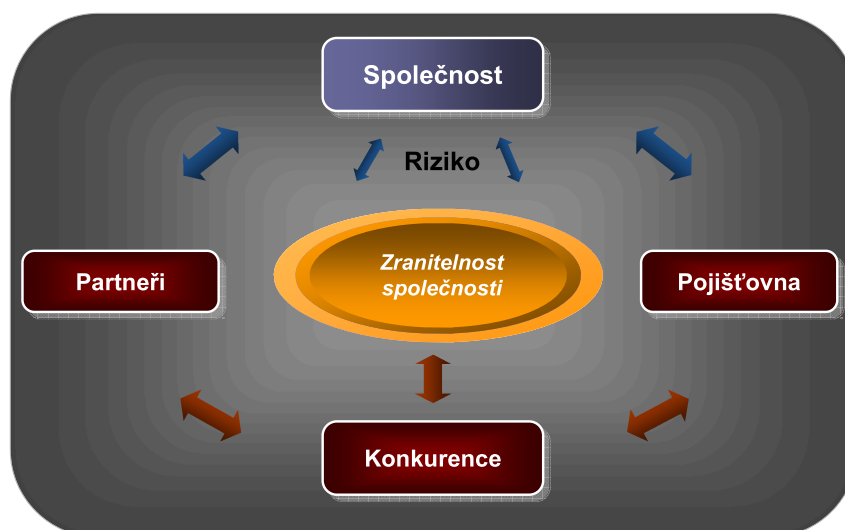 Společnost
Riziko
Zranitelnost
společnosti
Partneři
Pojišťovna
Konkurence